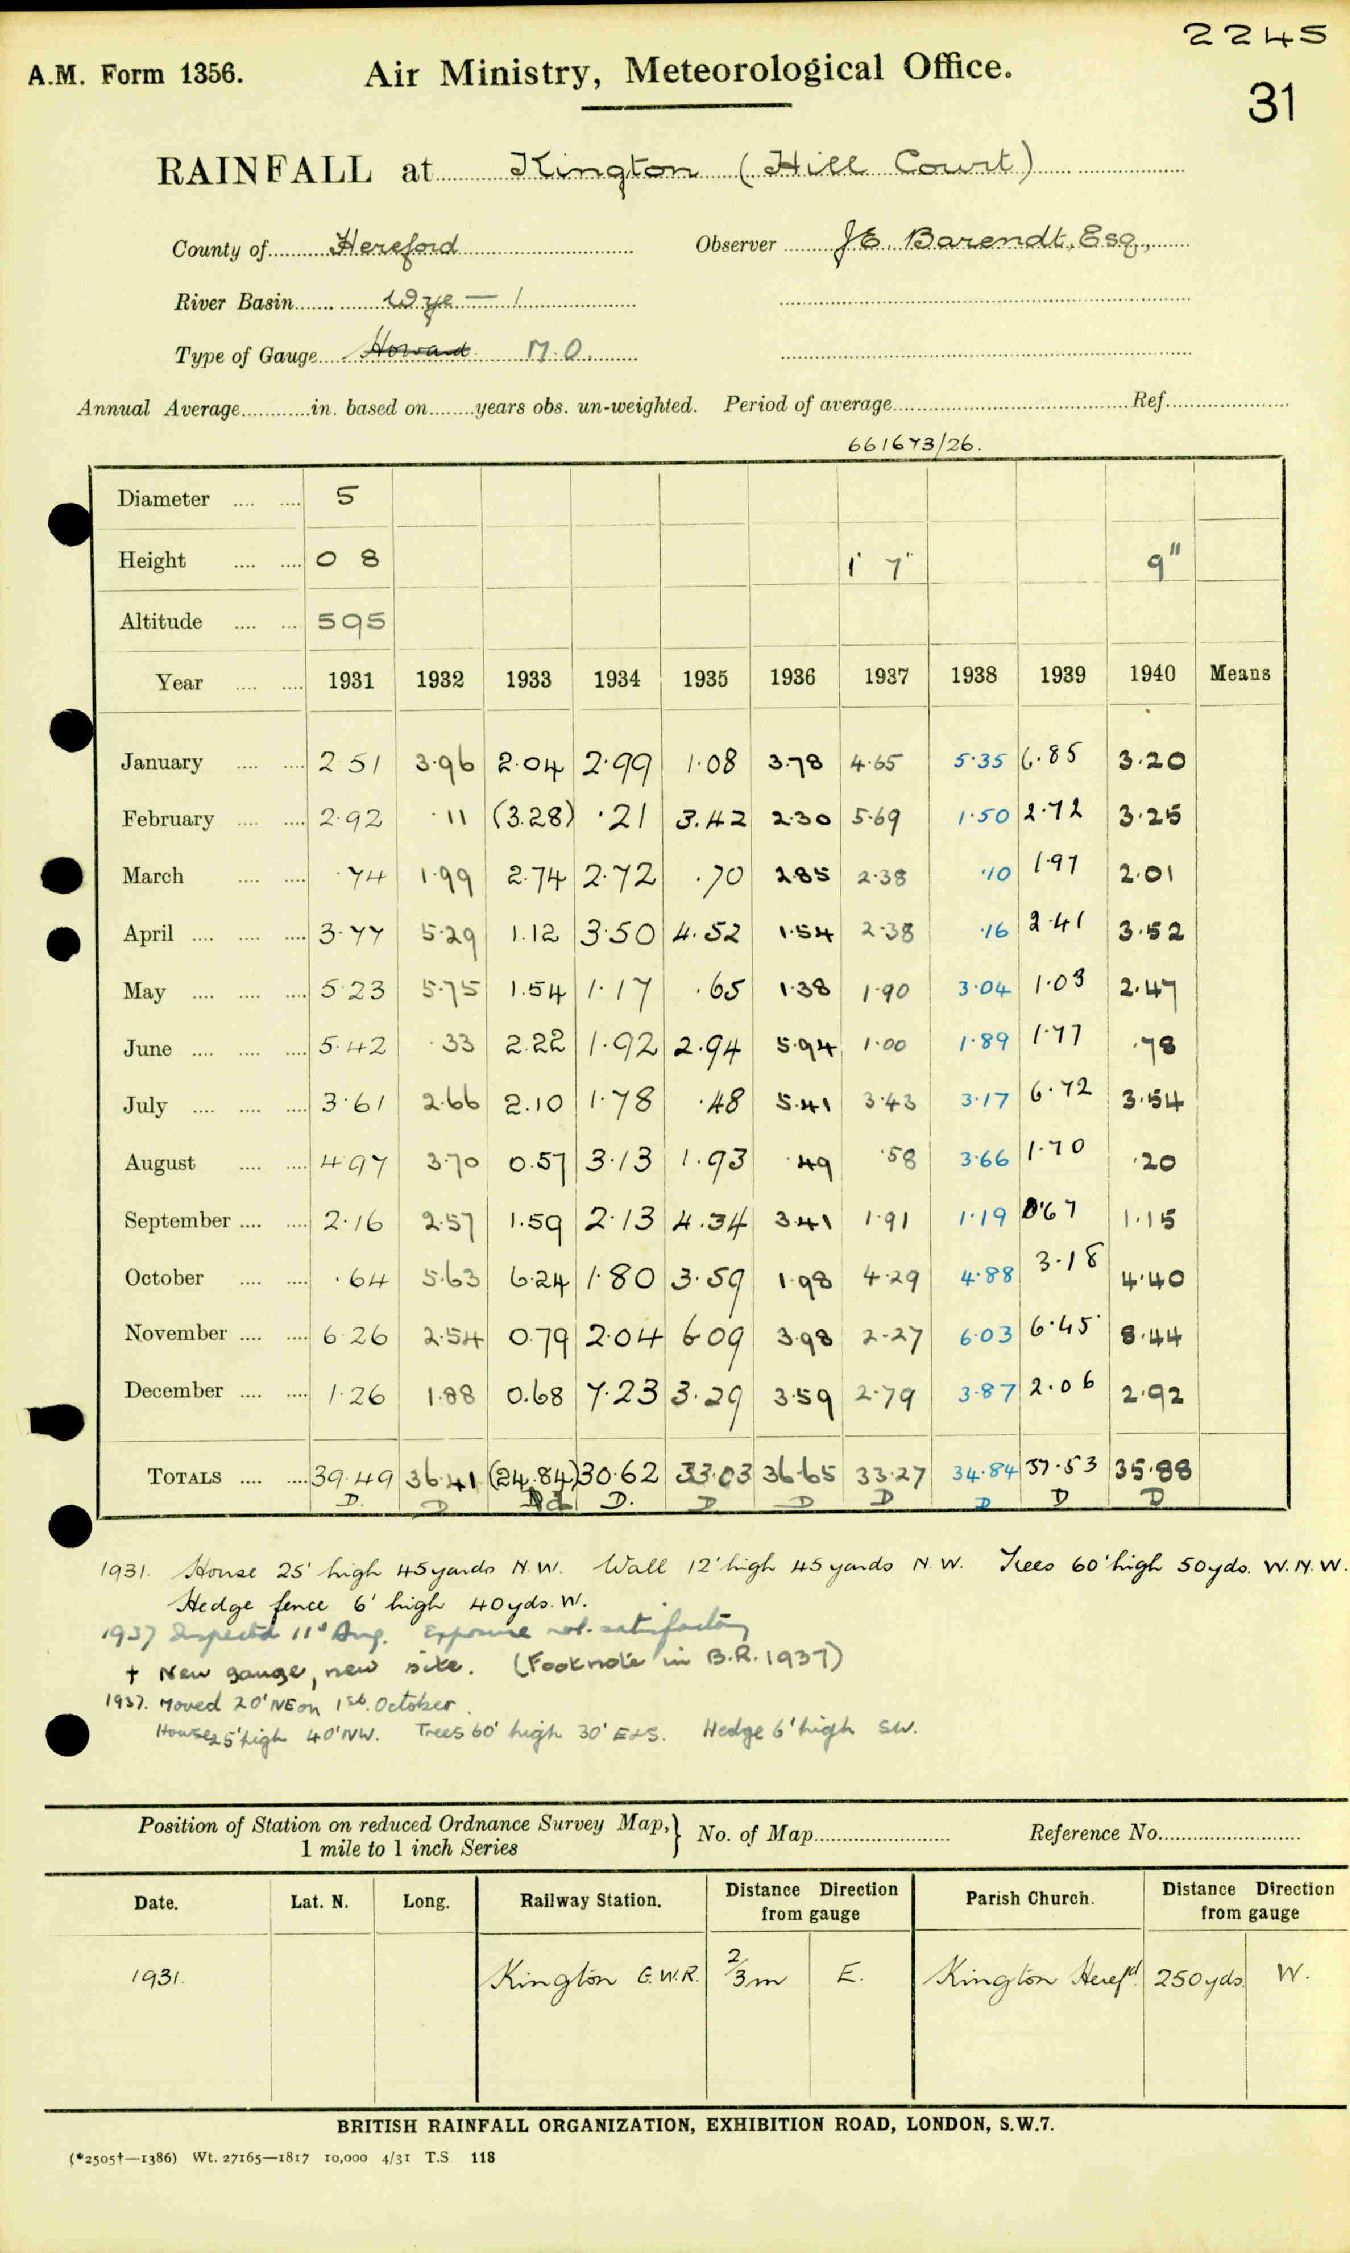 2245
A.M. Form 1356. Air Ministry, Meteorological Office.
31
RAINFALL at Kington (Hill Court)
County of Hereford Observer J.E. Barendt, Esq.,
River Basin Wye — 1
Type of Gauge Howard M.O.
Annual Average in. based on years obs. un-weighted. Period of average Ref.
661673/26.
Diameter 5
Height 0 8 1' 7" 9"
Altitude 595
Year 1931 1932 1933 1934 1935 1936 1937 1938 1939 1940 Means
January 2.51 3.96 2.04 2.99 1.08 3.78 4.65 5.35 6.85 3.20
February 2.92 .11 (3.28) .21 3.42 2.30 5.69 1.50 2.72 3.25
March .74 1.99 2.74 2.72 .70 2.85 2.38 .10 1.97 2.01
April 3.77 5.29 1.12 3.50 4.52 1.54 2.38 .16 2.41 3.52
May 5.23 5.75 1.54 1.17 .65 1.38 1.90 3.04 1.03 2.47
June 5.42 .33 2.22 1.92 2.94 5.94 1.00 1.89 1.77 .78
July 3.61 2.66 2.10 1.78 .48 5.41 3.43 3.17 6.72 3.54
August 4.97 3.70 0.57 3.13 1.93 .49 .58 3.66 1.70 .20
September 2.16 2.57 1.59 2.13 4.34 3.41 1.91 1.19 0.67 1.15
October .64 5.63 6.24 1.80 3.59 1.98 4.29 4.88 3.18 4.40
November 6.26 2.54 0.79 2.04 6.09 3.98 2.27 6.03 6.45 8.44
December 1.26 1.88 0.68 7.23 3.29 3.59 2.79 3.87 2.06 2.92
TOTALS 39.49 36.41 (24.84) 30.62 33.03 36.65 33.27 34.84 37.53 35.88
D. D Dd D. D D D D D D
1931. House 25' high 45 yards N.W. Wall 12' high 45 yards N.W. Trees 60' high 50 yds. W.N.W.
Hedge fence 6' high 40 yds. W.
1937 Inspected 11th Aug. Exposure not satisfactory
† New gauge, new site. (Footnote in B.R. 1937)
1937. Moved 20' NE on 1st October.
House 25' high 40' NW. Trees 60' high 30' E&S. Hedge 6' high SW.
Position of Station on reduced Ordnance Survey Map, 1 mile to 1 inch Series } No. of Map Reference No.
Date. Lat. N. Long. Railway Station. Distance Direction from gauge Parish Church. Distance Direction from gauge
1931. Kington G.W.R. 2/3 m E. Kington Herefd. 250 yds W.
BRITISH RAINFALL ORGANIZATION, EXHIBITION ROAD, LONDON, S.W.7.
(*2505†—1386) Wt. 27165—1817 10,000 4/31 T.S. 118